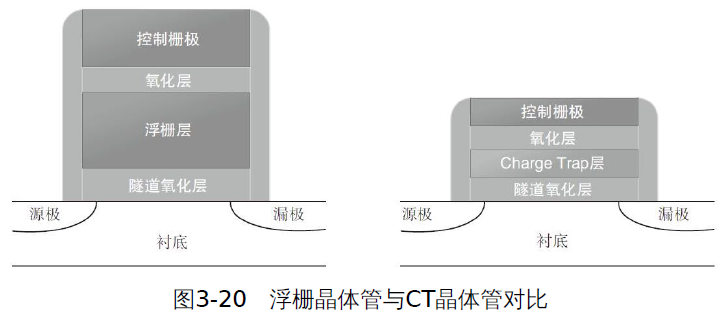 控制栅极
氧化层
浮栅层
隧道氧化层
源极
漏极
衬底
控制栅极
氧化层
Charge Trap层
隧道氧化层
源极
漏极
衬底
图3-20 浮栅晶体管与CT晶体管对比